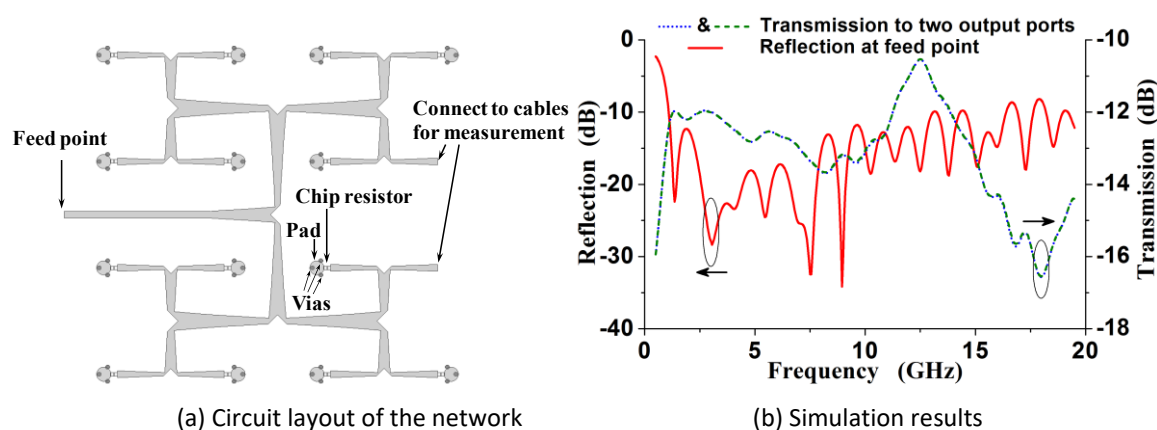 Feed point
Connect to cables
for measurement
Chip resistor
Pad
Vias
(a) Circuit layout of the network
& Transmission to two output ports
Reflection at feed point
0
-10
-20
-30
-40
Reflection (dB)
-10
-12
-14
-16
-18
Transmission (dB)
0 5 10 15 20
Frequency (GHz)
(b) Simulation results